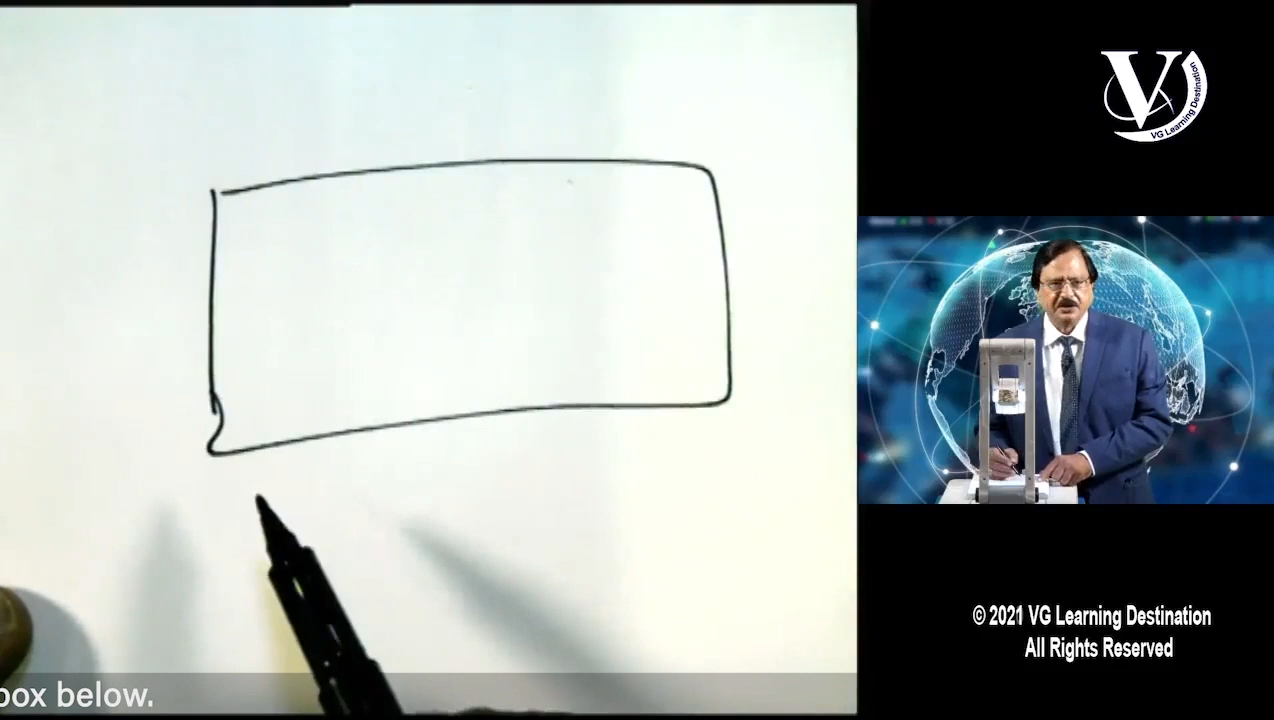 VG Learning Destination
© 2021 VG Learning Destination
All Rights Reserved
box below.